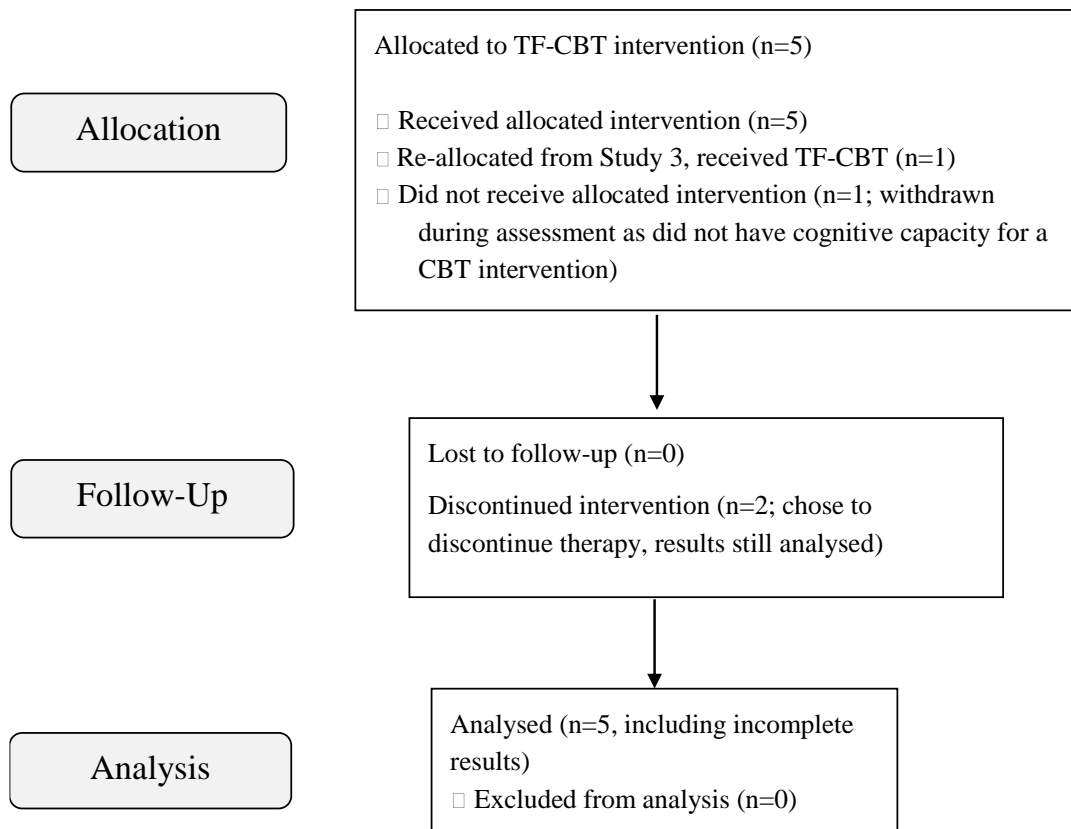 Allocation
Allocated to TF-CBT intervention (n=5)
Received allocated intervention (n=5)
Re-allocated from Study 3, received TF-CBT (n=1)
Did not receive allocated intervention (n=1; withdrawn
during assessment as did not have cognitive capacity for a
CBT intervention)
Follow-Up
Lost to follow-up (n=0)
Discontinued intervention (n=2; chose to
discontinue therapy, results still analysed)
Analysis
Analysed (n=5, including incomplete
results)
Excluded from analysis (n=0)